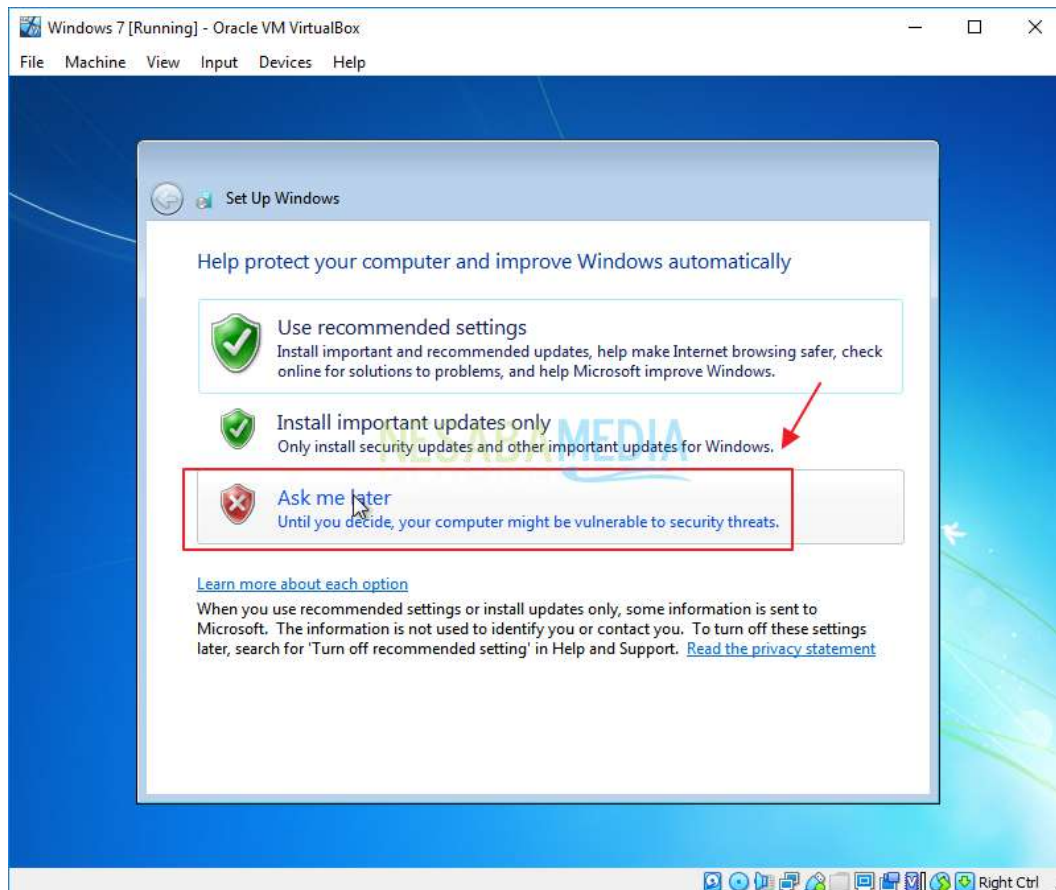 Windows 7 [Running] - Oracle VM VirtualBox
File Machine View Input Devices Help
Set Up Windows
Help protect your computer and improve Windows automatically
Use recommended settings
Install important and recommended updates, help make Internet browsing safer, check
online for solutions to problems, and help Microsoft improve Windows.
Install important updates only
Only install security updates and other important updates for Windows.
NESABAMEDIA
Ask me later
Until you decide, your computer might be vulnerable to security threats.
Learn more about each option
When you use recommended settings or install updates only, some information is sent to
Microsoft. The information is not used to identify you or contact you. To turn off these settings
later, search for 'Turn off recommended setting' in Help and Support. Read the privacy statement
Right Ctrl